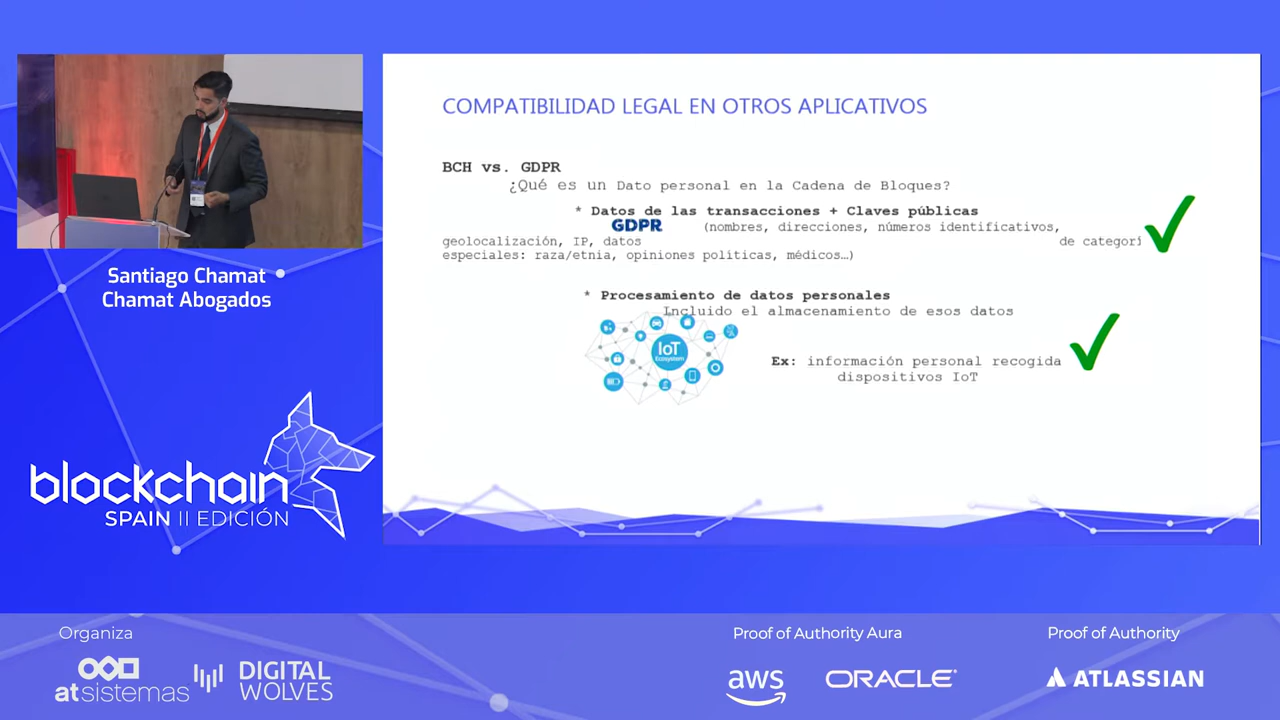 COMPATIBILIDAD LEGAL EN OTROS APLICATIVOS
BCH vs. GDPR
¿Qué es un Dato personal en la Cadena de Bloques?
* Datos de las transacciones + Claves públicas
GDPR (nombres, direcciones, números identificativos,
geolocalización, IP, datos de categorí
especiales: raza/etnia, opiniones políticas, médicos…)
* Procesamiento de datos personales
Incluido el almacenamiento de esos datos
IoT
Ecosystem
Ex: información personal recogida
dispositivos IoT
Santiago Chamat
Chamat Abogados
blockchain
SPAIN II EDICIÓN
Organiza
atsistemas
DIGITAL
WOLVES
Proof of Authority Aura
aws
ORACLE
Proof of Authority
ATLASSIAN